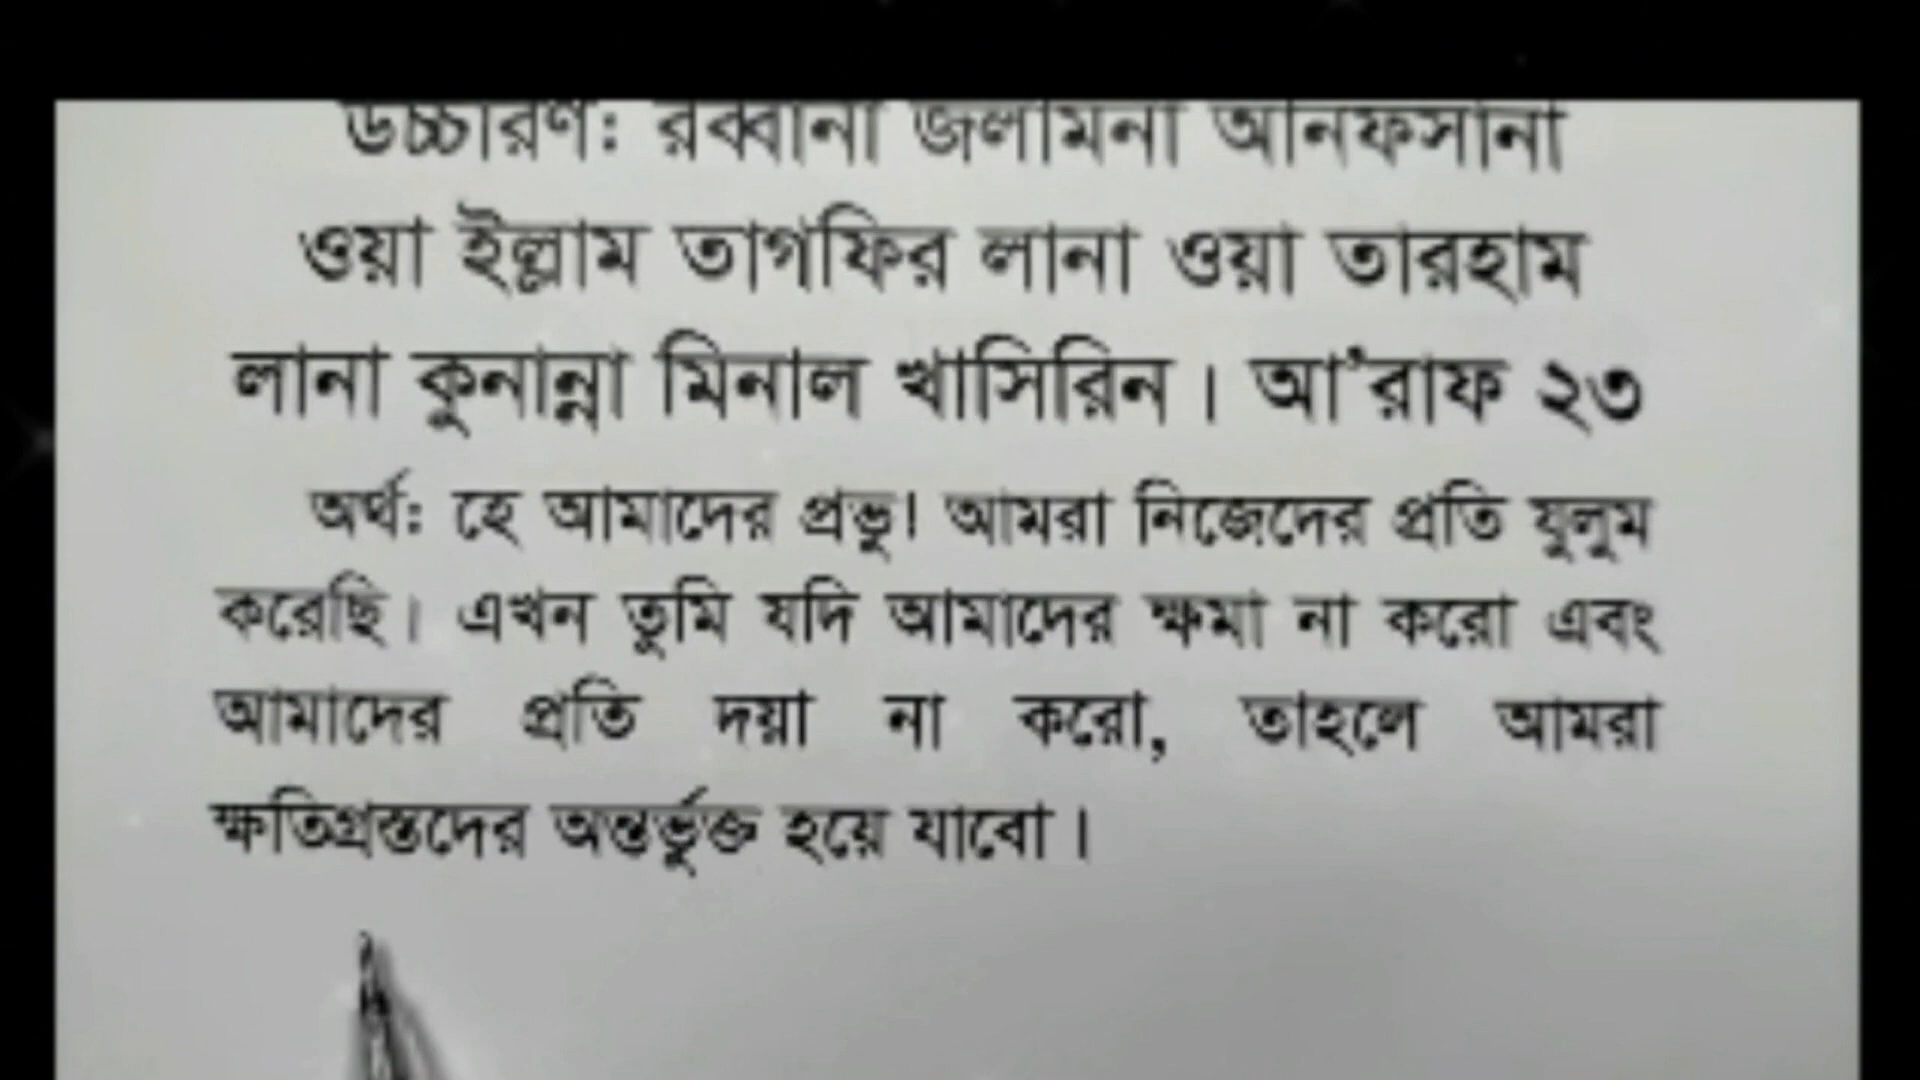 উচ্চারণঃ রব্বানা জলামনা আনফসানা
ওয়া ইল্লাম তাগফির লানা ওয়া তারহাম
লানা কুনান্না মিনাল খাসিরিন। আ'রাফ ২৩
অর্থঃ হে আমাদের প্রভু! আমরা নিজেদের প্রতি যুলুম
করেছি। এখন তুমি যদি আমাদের ক্ষমা না করো এবং
আমাদের প্রতি দয়া না করো, তাহলে আমরা
ক্ষতিগ্রস্তদের অন্তর্ভুক্ত হয়ে যাবো।